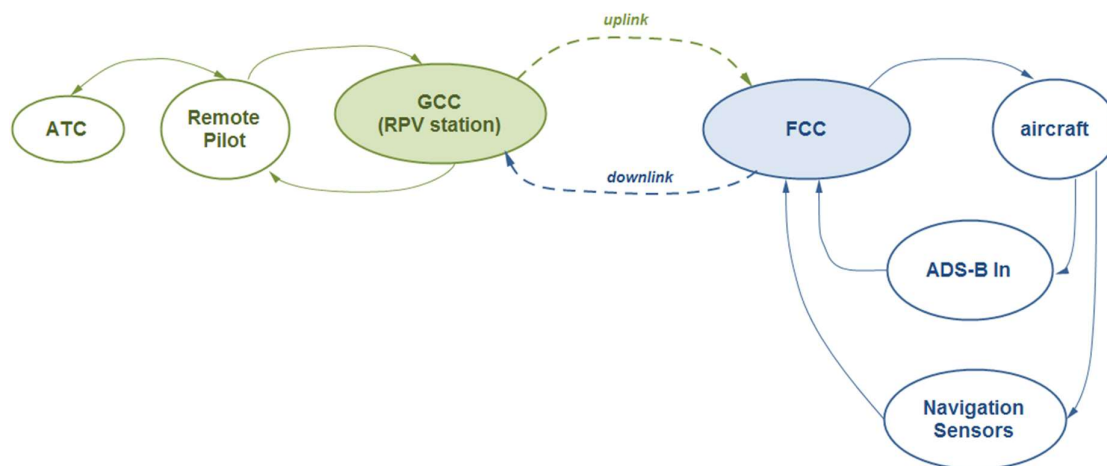 uplink
GCC
(RPV station)
ATC
Remote
Pilot
FCC
aircraft
downlink
ADS-B In
Navigation
Sensors